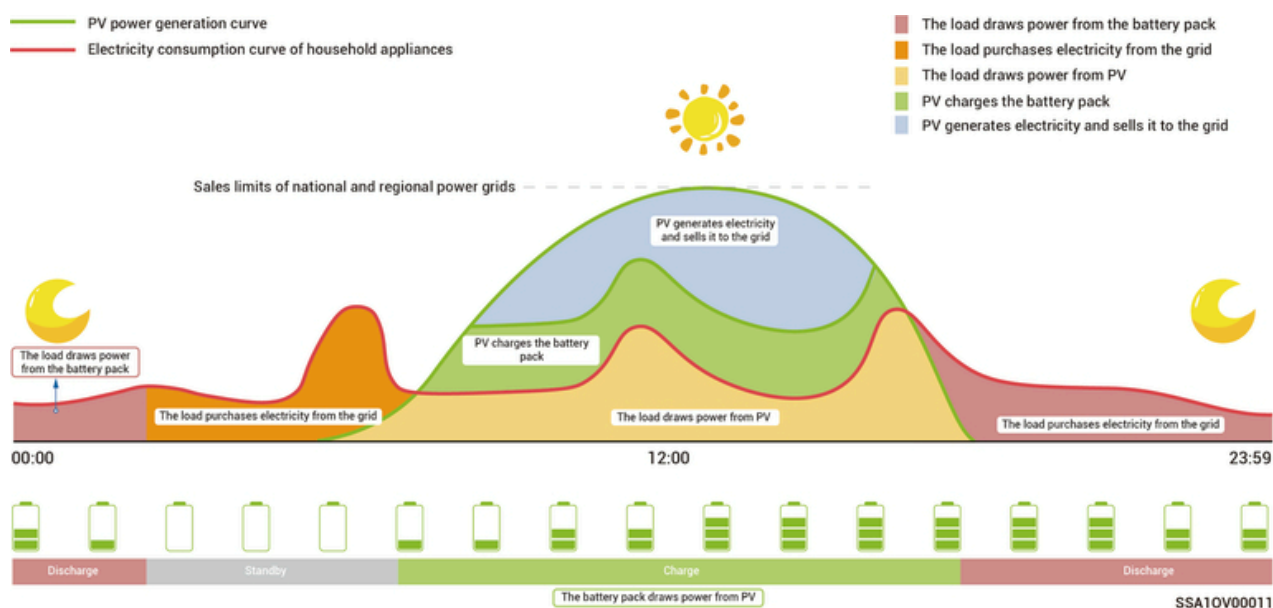 PV power generation curve
Electricity consumption curve of household appliances
The load draws power from the battery pack
The load purchases electricity from the grid
The load draws power from PV
PV charges the battery pack
PV generates electricity and sells it to the grid
Sales limits of national and regional power grids
PV generates electricity
and sells it to the grid
PV charges the battery
pack
The load draws power
from the battery pack
The load purchases electricity from the grid
The load draws power from PV
The load purchases electricity from the grid
00:00
12:00
23:59
Discharge
Standby
Charge
Discharge
The battery pack draws power from PV
SSA1OV00011